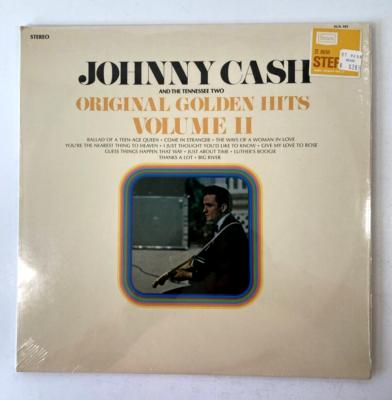 STEREO
JOHNNY CASH
AND THE TENNESSEE TWO
ORIGINAL GOLDEN HITS
VOLUME II
BALLAD OF A TEEN-AGE QUEEN • COME IN STRANGER • THE WAYS OF A WOMAN IN LOVE
YOU'RE THE NEAREST THING TO HEAVEN • I JUST THOUGHT YOU'D LIKE TO KNOW • GIVE MY LOVE TO ROSE
GUESS THINGS HAPPEN THAT WAY • JUST ABOUT TIME • LUTHER'S BOOGIE
THANKS A LOT • BIG RIVER